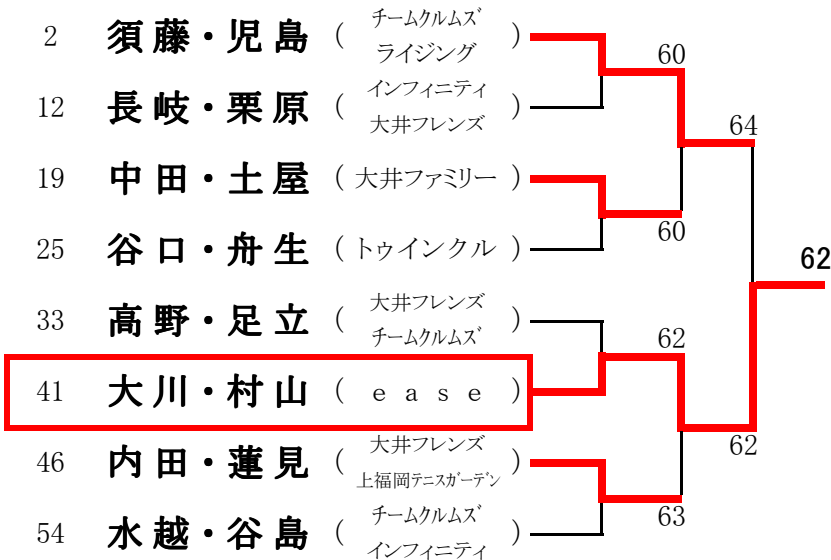 2 須藤・児島 ( チームクルムズ ライジング )
60
12 長岐・栗原 ( インフィニティ 大井フレンズ )
64
19 中田・土屋 ( 大井ファミリー )
60
25 谷口・舟生 ( トゥインクル )
62
33 高野・足立 ( 大井フレンズ チームクルムズ )
62
41 大川・村山 ( ease )
62
46 内田・蓮見 ( 大井フレンズ 上福岡テニスガーデン )
63
54 水越・谷島 ( チームクルムズ インフィニティ )